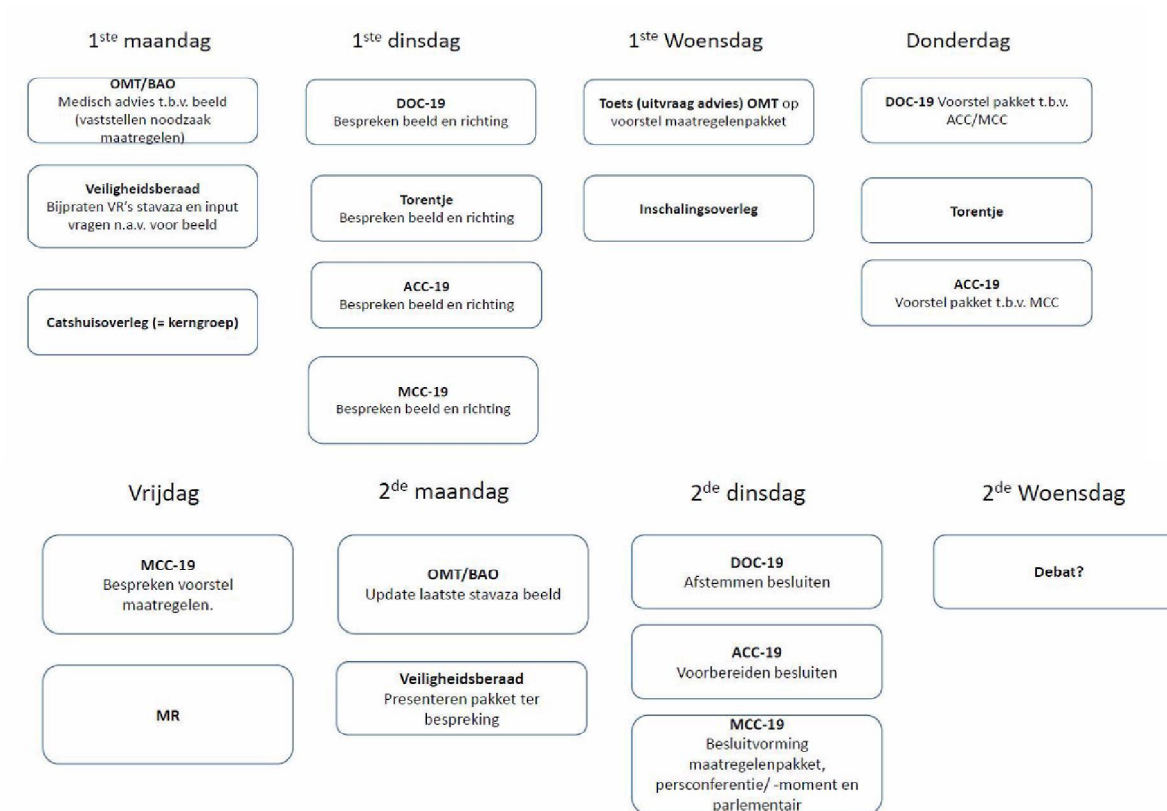 1ste maandag
OMT/BAO
Medisch advies t.b.v. beeld
(vaststellen noodzaak
maatregelen)
Veiligheidsberaad
Bijpraten VR's stavaza en input
vragen n.a.v. voor beeld
Catshuisoverleg (= kerngroep)
1ste dinsdag
DOC-19
Bespreken beeld en richting
Torentje
Bespreken beeld en richting
ACC-19
Bespreken beeld en richting
MCC-19
Bespreken beeld en richting
1ste Woensdag
Toets (uitvraag advies) OMT op
voorstel maatregelenpakket
Inschalingsoverleg
Donderdag
DOC-19 Voorstel pakket t.b.v.
ACC/MCC
Torentje
ACC-19
Voorstel pakket t.b.v. MCC
Vrijdag
MCC-19
Bespreken voorstel
maatregelen.
MR
2de maandag
OMT/BAO
Update laatste stavaza beeld
Veiligheidsberaad
Presenteren pakket ter
bespreking
2de dinsdag
DOC-19
Afstemmen besluiten
ACC-19
Voorbereiden besluiten
MCC-19
Besluitvorming
maatregelenpakket,
persconferentie/ -moment en
parlementair
2de Woensdag
Debat?